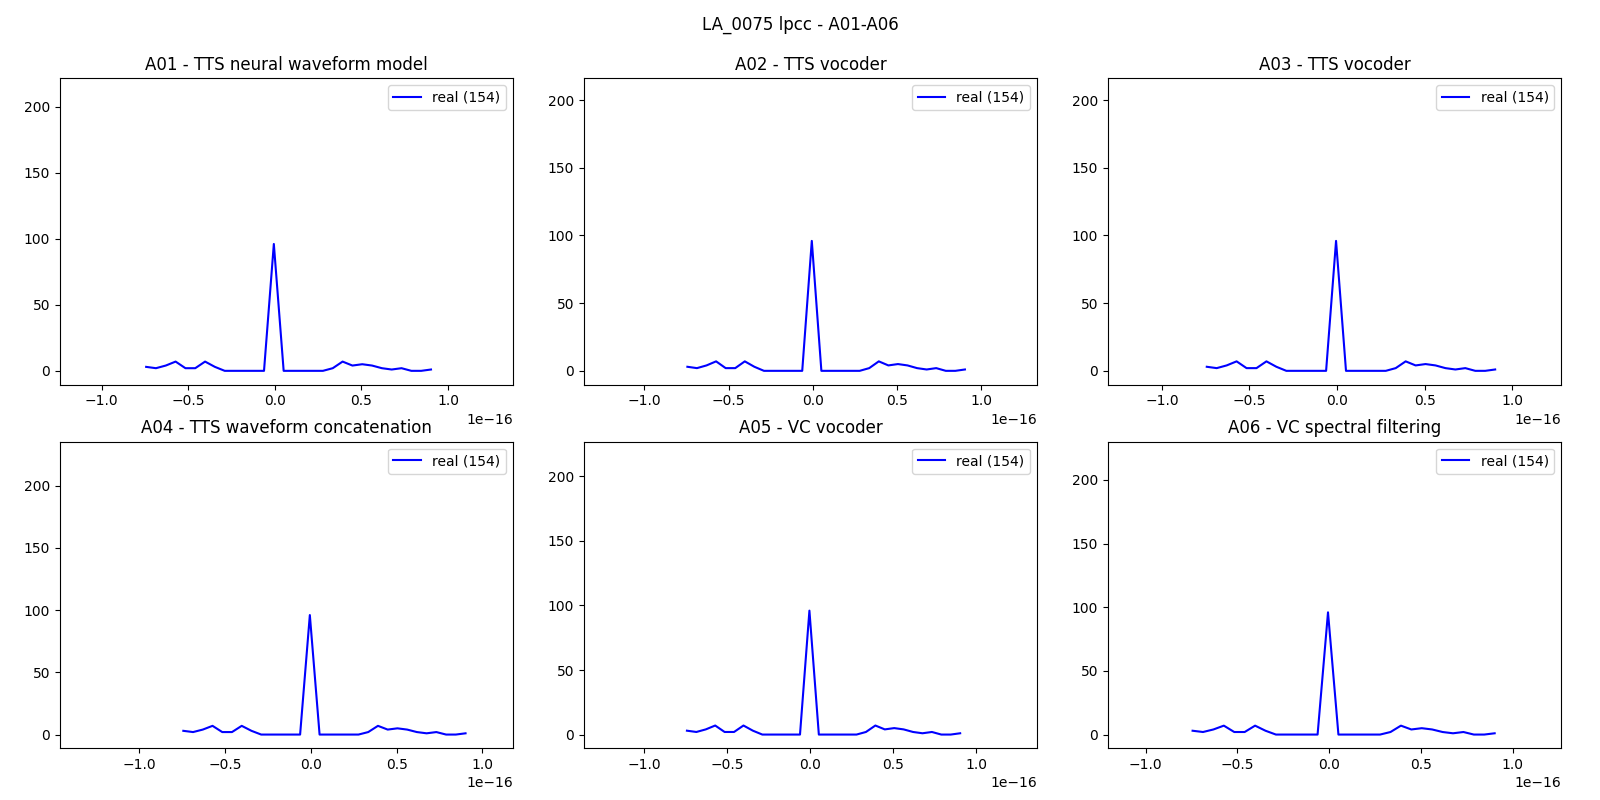 LA_0075 lpcc - A01-A06
A01 - TTS neural waveform model
A02 - TTS vocoder
A03 - TTS vocoder
real (154)
real (154)
real (154)
200
150
100
50
0
200
150
100
50
0
200
150
100
50
0
−1.0 −0.5 0.0 0.5 1.0
1e−16
−1.0 −0.5 0.0 0.5 1.0
1e−16
−1.0 −0.5 0.0 0.5 1.0
1e−16
A04 - TTS waveform concatenation
A05 - VC vocoder
A06 - VC spectral filtering
real (154)
real (154)
real (154)
200
150
100
50
0
200
150
100
50
0
200
150
100
50
0
−1.0 −0.5 0.0 0.5 1.0
1e−16
−1.0 −0.5 0.0 0.5 1.0
1e−16
−1.0 −0.5 0.0 0.5 1.0
1e−16